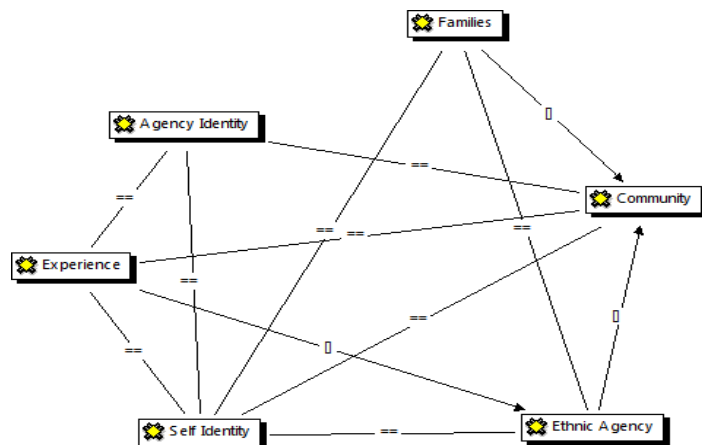 Families
▯
Agency Identity
==
Community
==
==
== ==
==
Experience
==
==
▯
▯
==
Self Identity
==
Ethnic Agency